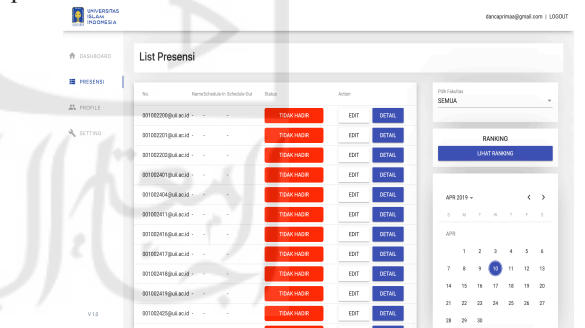 UNIVERSITAS
ISLAM
INDONESIA
dancaprimaa@gmail.com | LOGOUT
DASHBOARD
PRESENSI
PROFILE
SETTING
V 1.0
List Presensi
No. Name Schedule In Schedule Out Status Action
001002200@uii.ac.id - - - TIDAK HADIR EDIT DETAIL
001002201@uii.ac.id - - - TIDAK HADIR EDIT DETAIL
001002202@uii.ac.id - - - TIDAK HADIR EDIT DETAIL
001002401@uii.ac.id - - - TIDAK HADIR EDIT DETAIL
001002404@uii.ac.id - - - TIDAK HADIR EDIT DETAIL
001002411@uii.ac.id - - - TIDAK HADIR EDIT DETAIL
001002416@uii.ac.id - - - TIDAK HADIR EDIT DETAIL
001002417@uii.ac.id - - - TIDAK HADIR EDIT DETAIL
001002418@uii.ac.id - - - TIDAK HADIR EDIT DETAIL
001002419@uii.ac.id - - - TIDAK HADIR EDIT DETAIL
001002425@uii.ac.id - - - TIDAK HADIR EDIT DETAIL
Pilih Fakultas
SEMUA
RANKING
LIHAT RANKING
APR 2019
S M T W T F S
APR
1 2 3 4 5 6
7 8 9 10 11 12 13
14 15 16 17 18 19 20
21 22 23 24 25 26 27
28 29 30